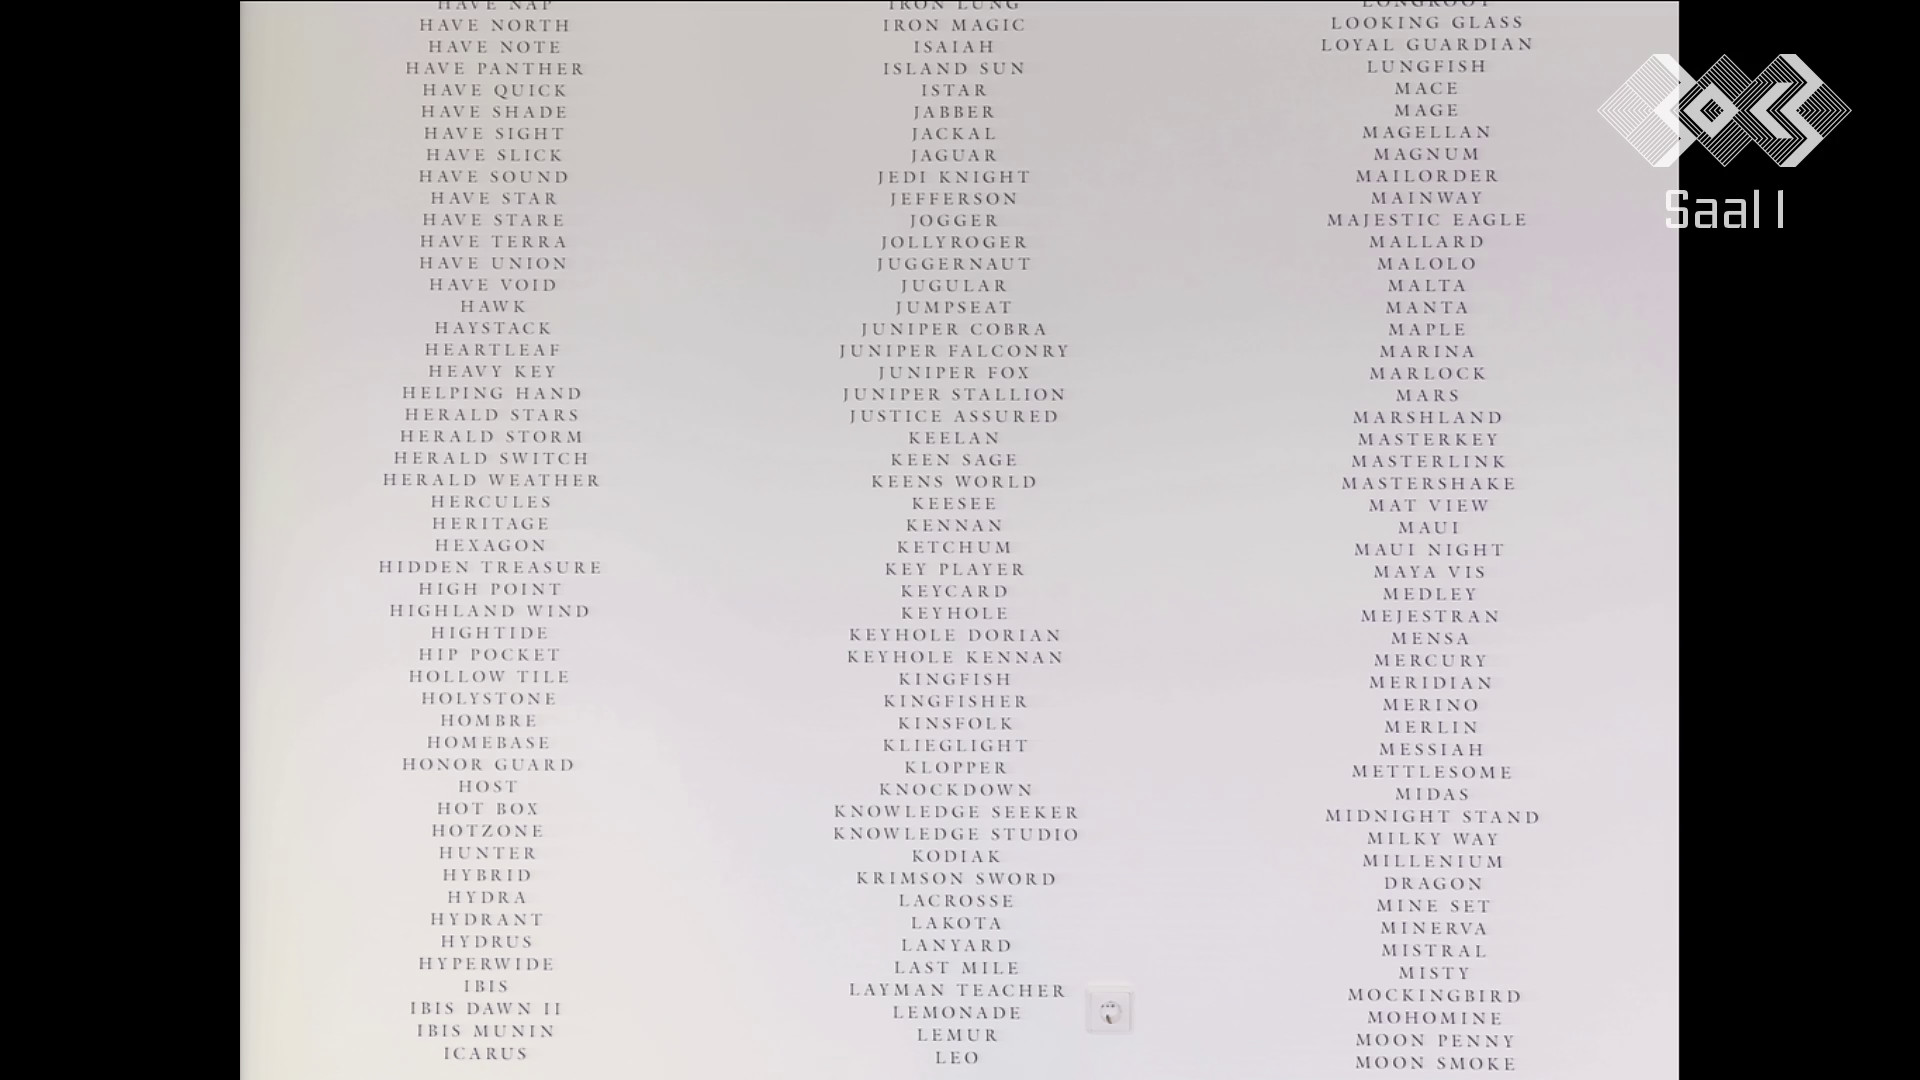 HAVE NAP
HAVE NORTH
HAVE NOTE
HAVE PANTHER
HAVE QUICK
HAVE SHADE
HAVE SIGHT
HAVE SLICK
HAVE SOUND
HAVE STAR
HAVE STARE
HAVE TERRA
HAVE UNION
HAVE VOID
HAWK
HAYSTACK
HEARTLEAF
HEAVY KEY
HELPING HAND
HERALD STARS
HERALD STORM
HERALD SWITCH
HERALD WEATHER
HERCULES
HERITAGE
HEXAGON
HIDDEN TREASURE
HIGH POINT
HIGHLAND WIND
HIGHTIDE
HIP POCKET
HOLLOW TILE
HOLYSTONE
HOMBRE
HOMEBASE
HONOR GUARD
HOST
HOT BOX
HOTZONE
HUNTER
HYBRID
HYDRA
HYDRANT
HYDRUS
HYPERWIDE
IBIS
IBIS DAWN II
IBIS MUNIN
ICARUS
IRON LUNG
IRON MAGIC
ISAIAH
ISLAND SUN
ISTAR
JABBER
JACKAL
JAGUAR
JEDI KNIGHT
JEFFERSON
JOGGER
JOLLYROGER
JUGGERNAUT
JUGULAR
JUMPSEAT
JUNIPER COBRA
JUNIPER FALCONRY
JUNIPER FOX
JUNIPER STALLION
JUSTICE ASSURED
KEELAN
KEEN SAGE
KEENS WORLD
KEESEE
KENNAN
KETCHUM
KEY PLAYER
KEYCARD
KEYHOLE
KEYHOLE DORIAN
KEYHOLE KENNAN
KINGFISH
KINGFISHER
KINSFOLK
KLIEGLIGHT
KLOPPER
KNOCKDOWN
KNOWLEDGE SEEKER
KNOWLEDGE STUDIO
KODIAK
KRIMSON SWORD
LACROSSE
LAKOTA
LANYARD
LAST MILE
LAYMAN TEACHER
LEMONADE
LEMUR
LEO
LONGROOT
LOOKING GLASS
LOYAL GUARDIAN
LUNGFISH
MACE
MAGE
MAGELLAN
MAGNUM
MAILORDER
MAINWAY
MAJESTIC EAGLE
MALLARD
MALOLO
MALTA
MANTA
MAPLE
MARINA
MARLOCK
MARS
MARSHLAND
MASTERKEY
MASTERLINK
MASTERSHAKE
MAT VIEW
MAUI
MAUI NIGHT
MAYA VIS
MEDLEY
MEJESTRAN
MENSA
MERCURY
MERIDIAN
MERINO
MERLIN
MESSIAH
METTLESOME
MIDAS
MIDNIGHT STAND
MILKY WAY
MILLENIUM
DRAGON
MINE SET
MINERVA
MISTRAL
MISTY
MOCKINGBIRD
MOHOMINE
MOON PENNY
MOON SMOKE
Saal 1